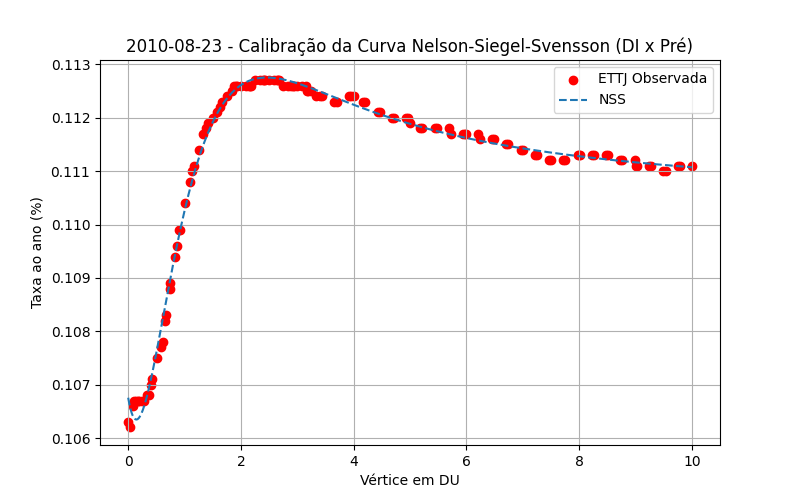 2010-08-23 - Calibração da Curva Nelson-Siegel-Svensson (DI x Pré)
0.113
0.112
0.111
0.110
0.109
0.108
0.107
0.106
Taxa ao ano (%)
ETTJ Observada
NSS
0 2 4 6 8 10
Vértice em DU